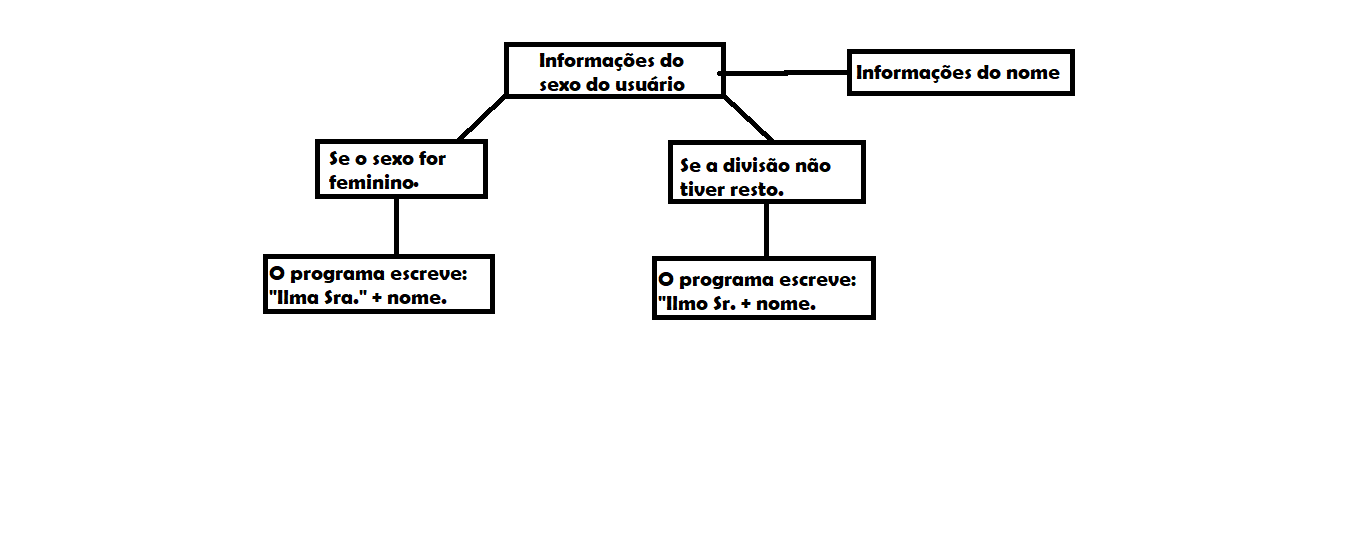 Informações do
sexo do usuário
Informações do nome
Se o sexo for
feminino.
Se a divisão não
tiver resto.
O programa escreve:
"Ilma Sra." + nome.
O programa escreve:
"Ilmo Sr. + nome.